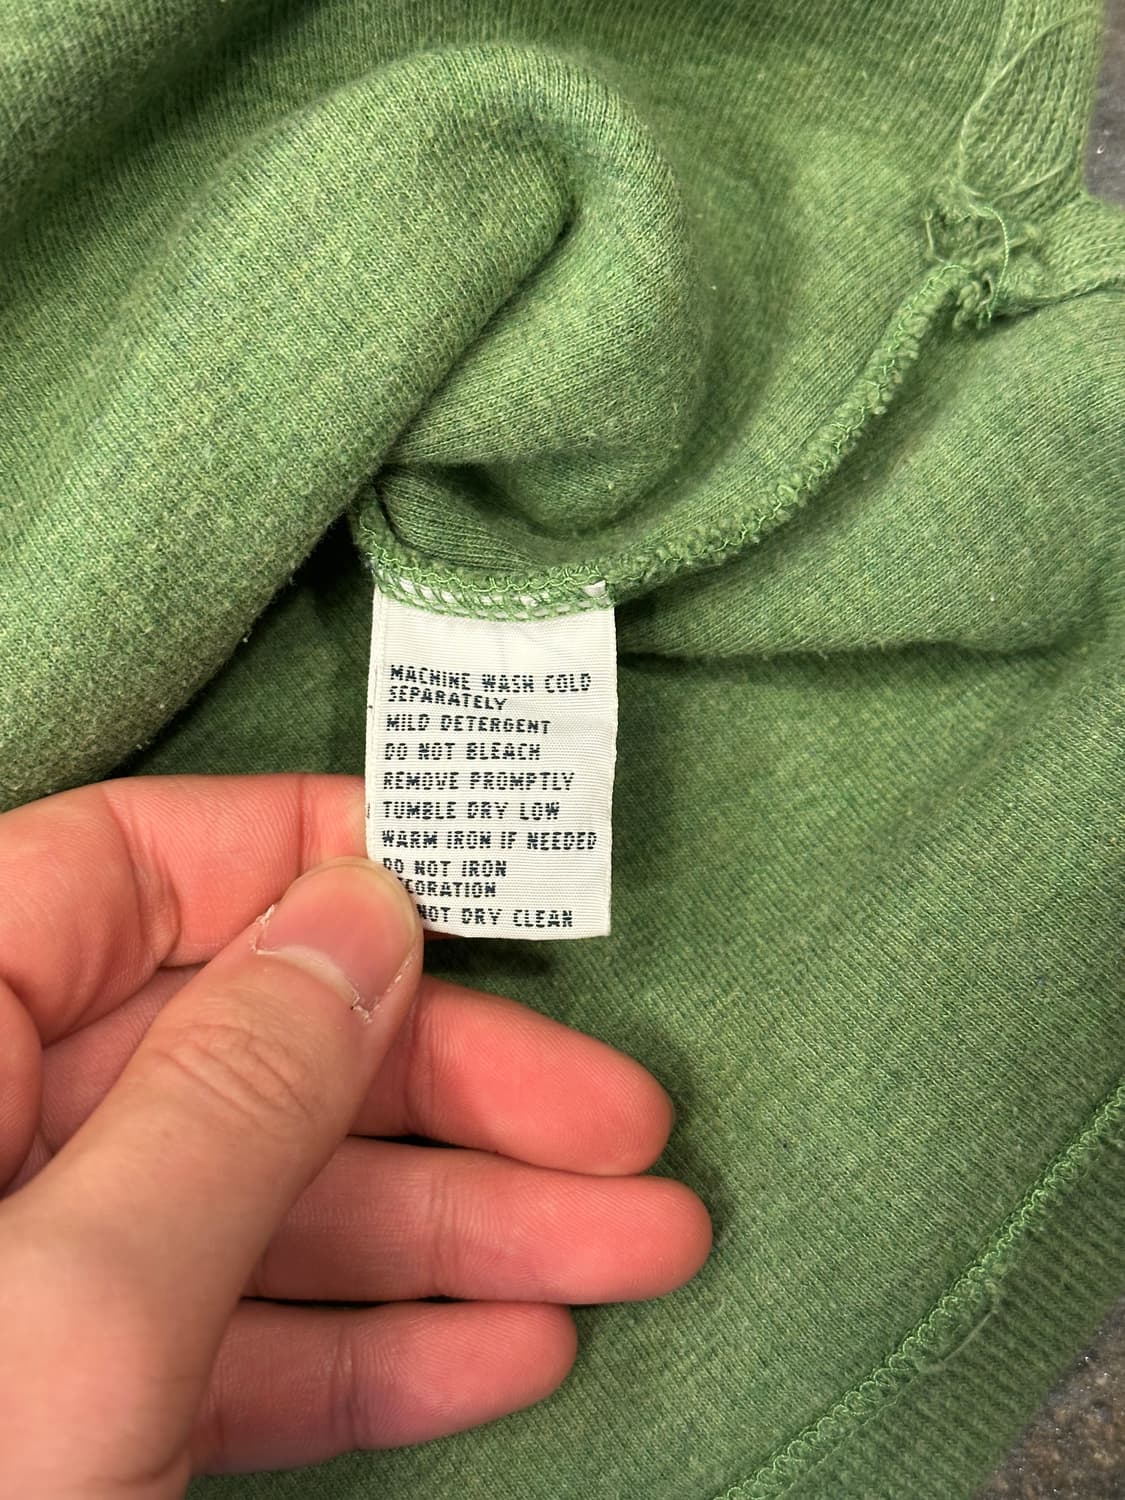 MACHINE WASH COLD
SEPARATELY
MILD DETERGENT
DO NOT BLEACH
REMOVE PROMPTLY
TUMBLE DRY LOW
WARM IRON IF NEEDED
DO NOT IRON
CORATION
NOT DRY CLEAN